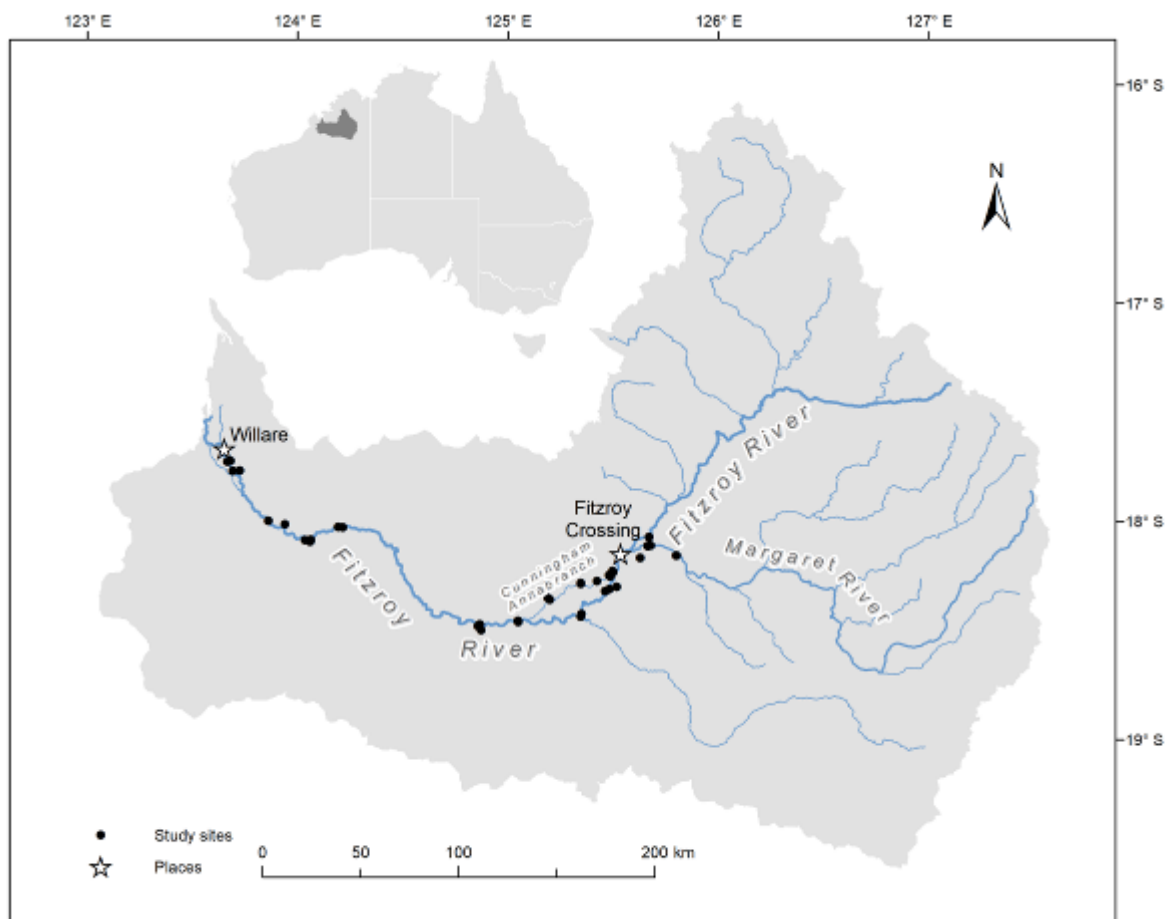 123° E
124° E
125° E
126° E
127° E
16° S
N
17° S
Willare
Fitzroy River
Fitzroy
Crossing
18° S
Cunningham
Annabranch
Margaret River
Fitzroy
River
19° S
Study sites
Places
0 50 100 200 km